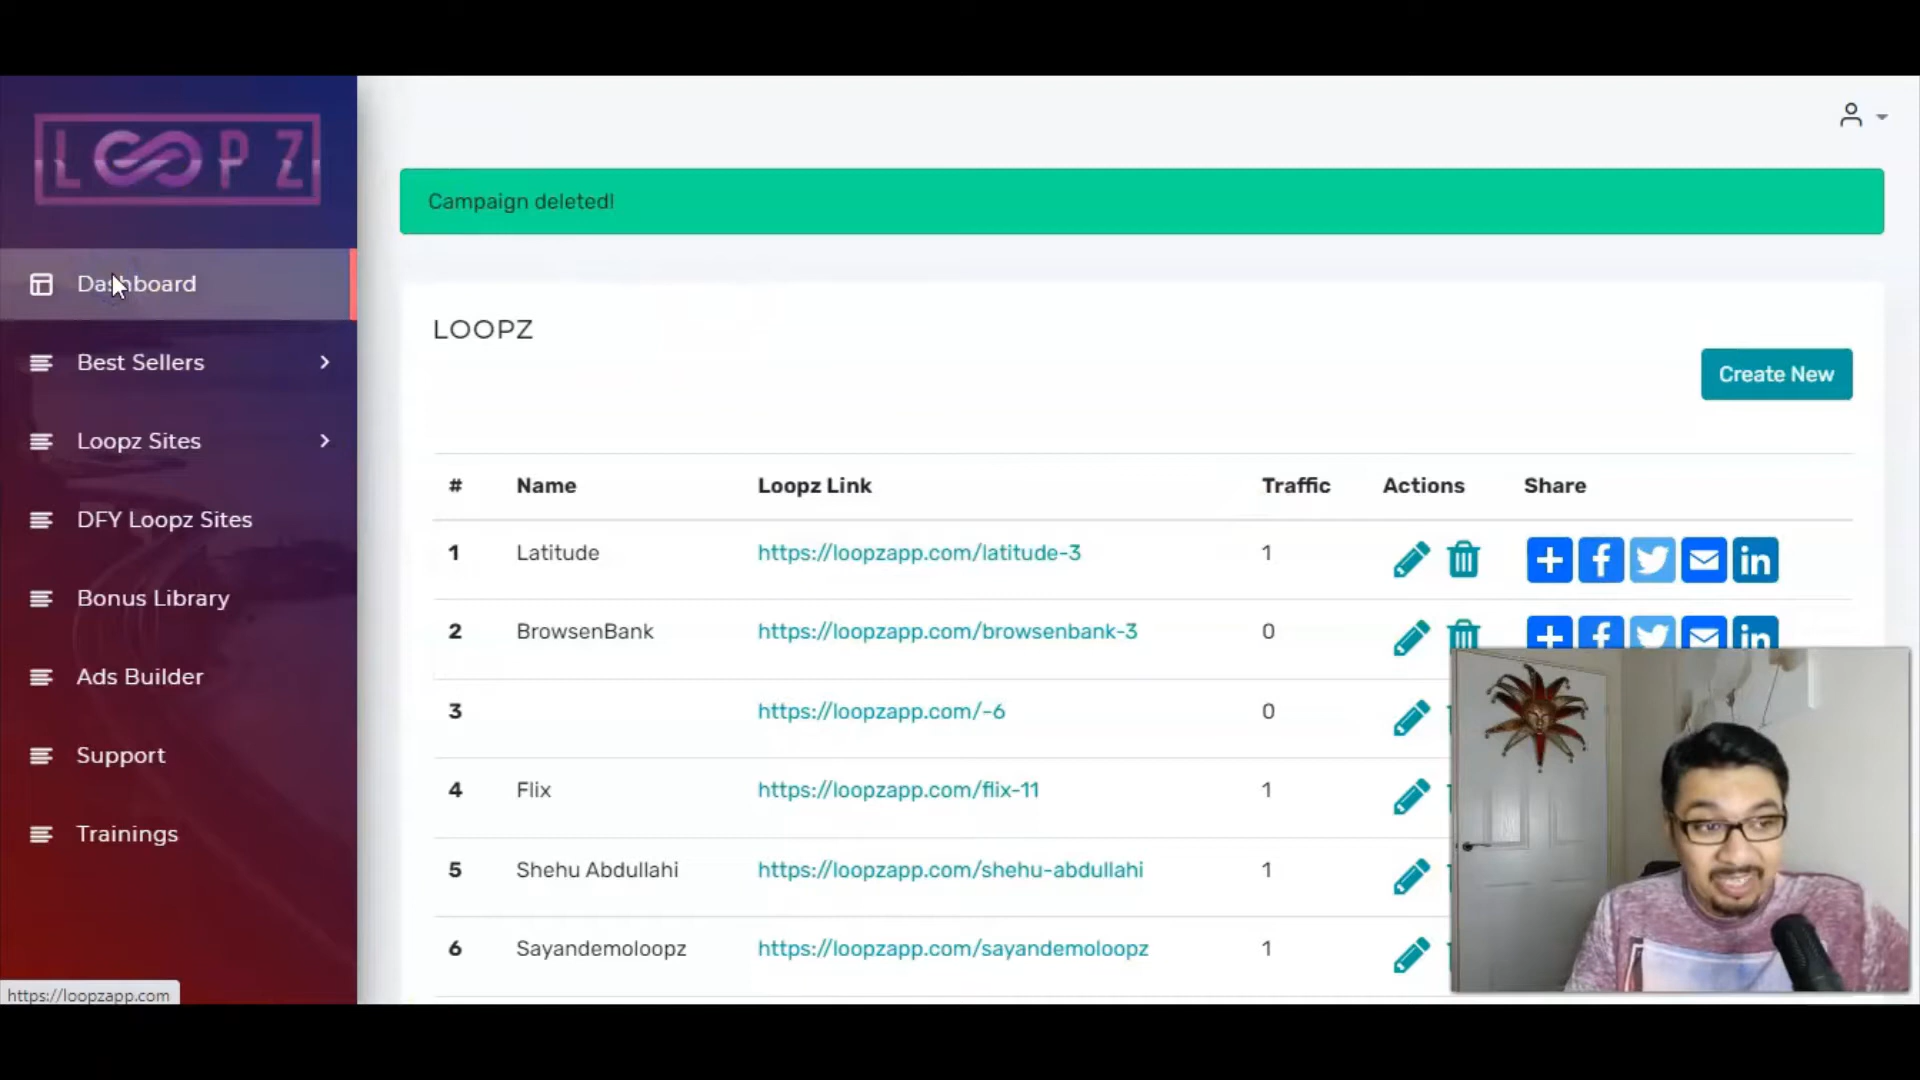 LOOPZ
Campaign deleted!
Dashboard
Best Sellers
Loopz Sites
DFY Loopz Sites
Bonus Library
Ads Builder
Support
Trainings
https://loopzapp.com
LOOPZ
Create New
# Name Loopz Link Traffic Actions Share
1 Latitude https://loopzapp.com/latitude-3 1
2 BrowsenBank https://loopzapp.com/browsenbank-3 0
3 https://loopzapp.com/-6 0
4 Flix https://loopzapp.com/flix-11 1
5 Shehu Abdullahi https://loopzapp.com/shehu-abdullahi 1
6 Sayandemoloopz https://loopzapp.com/sayandemoloopz 1